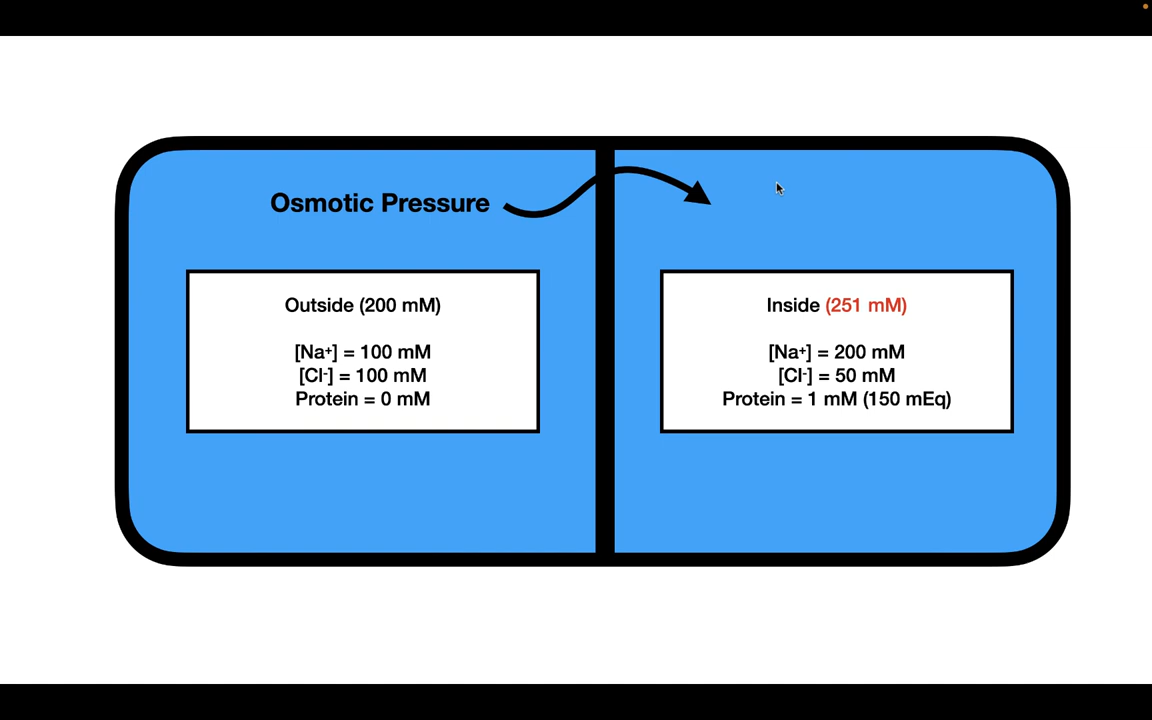 Osmotic Pressure
Outside (200 mM)
[Na⁺] = 100 mM
[Cl⁻] = 100 mM
Protein = 0 mM
Inside (251 mM)
[Na⁺] = 200 mM
[Cl⁻] = 50 mM
Protein = 1 mM (150 mEq)